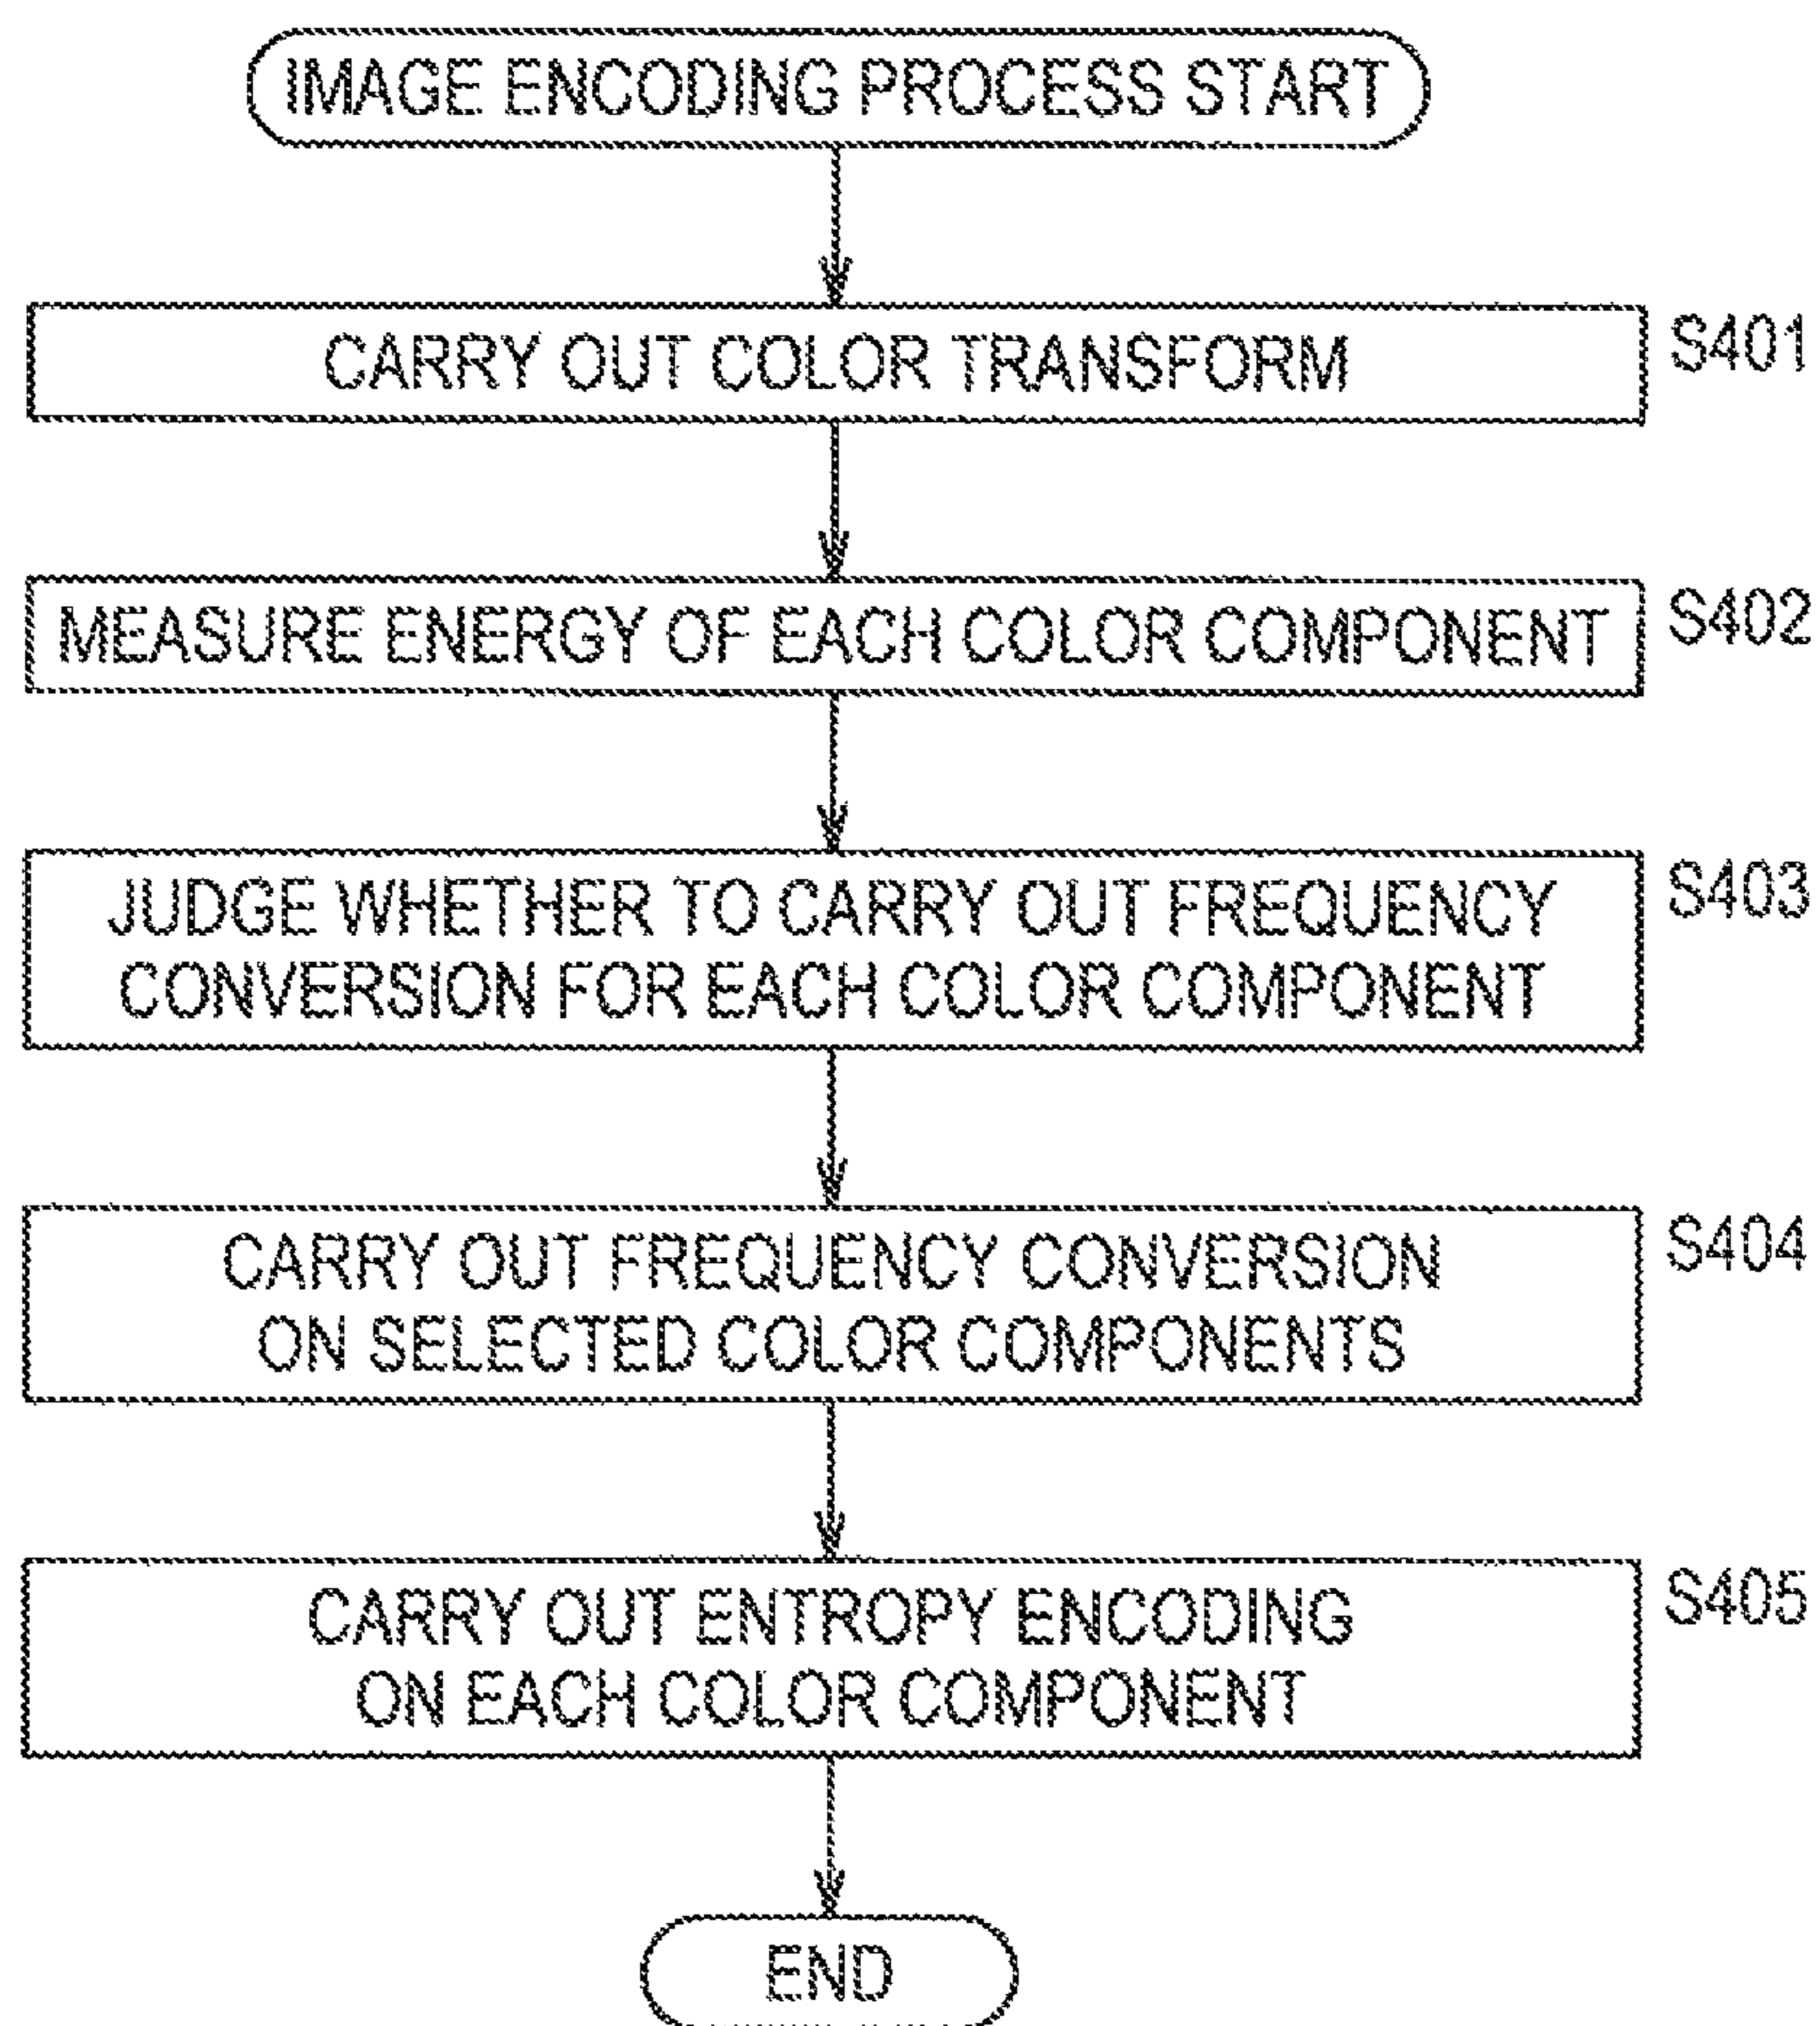 IMAGE ENCODING PROCESS START
CARRY OUT COLOR TRANSFORM
S401
MEASURE ENERGY OF EACH COLOR COMPONENT
S402
JUDGE WHETHER TO CARRY OUT FREQUENCY
CONVERSION FOR EACH COLOR COMPONENT
S403
CARRY OUT FREQUENCY CONVERSION
ON SELECTED COLOR COMPONENTS
S404
CARRY OUT ENTROPY ENCODING
ON EACH COLOR COMPONENT
S405
END